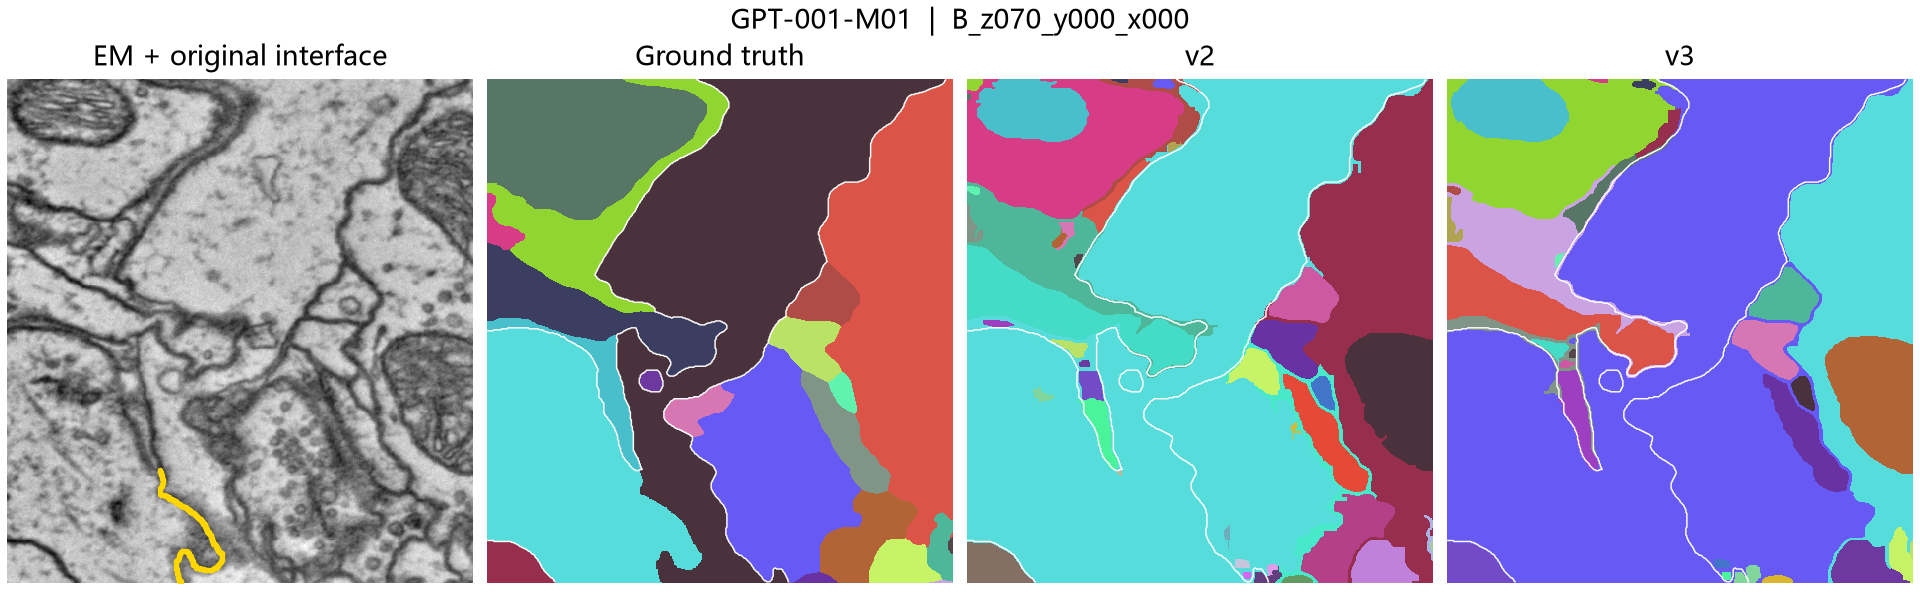 GPT-001-M01 | B_z070_y000_x000
EM + original interface
Ground truth
v2
v3